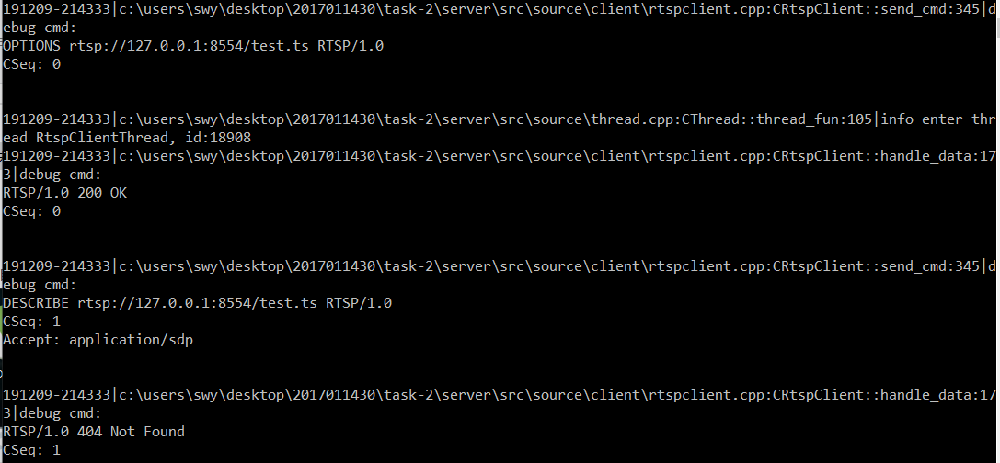 191209-214333|c:\users\swy\desktop\2017011430\task-2\server\src\source\client\rtspclient.cpp:CRtspClient::send_cmd:345|d
ebug cmd:
OPTIONS rtsp://127.0.0.1:8554/test.ts RTSP/1.0
CSeq: 0
191209-214333|c:\users\swy\desktop\2017011430\task-2\server\src\source\thread.cpp:CThread::thread_fun:105|info enter thr
ead RtspClientThread, id:18908
191209-214333|c:\users\swy\desktop\2017011430\task-2\server\src\source\client\rtspclient.cpp:CRtspClient::handle_data:17
3|debug cmd:
RTSP/1.0 200 OK
CSeq: 0
191209-214333|c:\users\swy\desktop\2017011430\task-2\server\src\source\client\rtspclient.cpp:CRtspClient::send_cmd:345|d
ebug cmd:
DESCRIBE rtsp://127.0.0.1:8554/test.ts RTSP/1.0
CSeq: 1
Accept: application/sdp
191209-214333|c:\users\swy\desktop\2017011430\task-2\server\src\source\client\rtspclient.cpp:CRtspClient::handle_data:17
3|debug cmd:
RTSP/1.0 404 Not Found
CSeq: 1